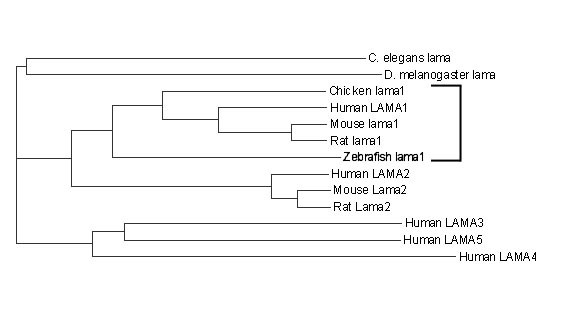 C. elegans lama
D. melanogaster lama
Chicken lama1
Human LAMA1
Mouse lama1
Rat lama1
Zebrafish lama1
Human LAMA2
Mouse Lama2
Rat Lama2
Human LAMA3
Human LAMA5
Human LAMA4